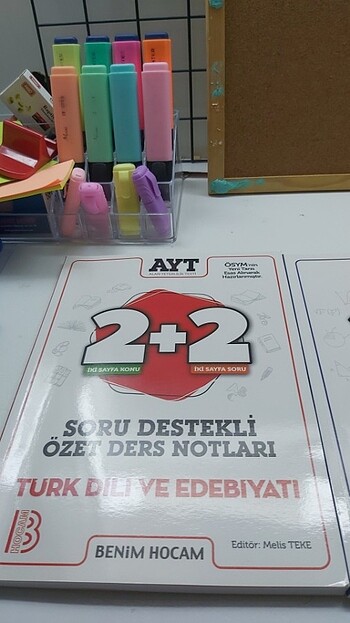 AYT
ÖSYM'nin
Yeni Tarzı
Esas Alınarak
Hazırlanmıştır.
2+2
İKİ SAYFA KONU
İKİ SAYFA SORU
SORU DESTEKLİ
ÖZET DERS NOTLARI
TÜRK DİLİ VE EDEBİYATI
B HOCAM
BENİM HOCAM
Editör: Melis TEKE